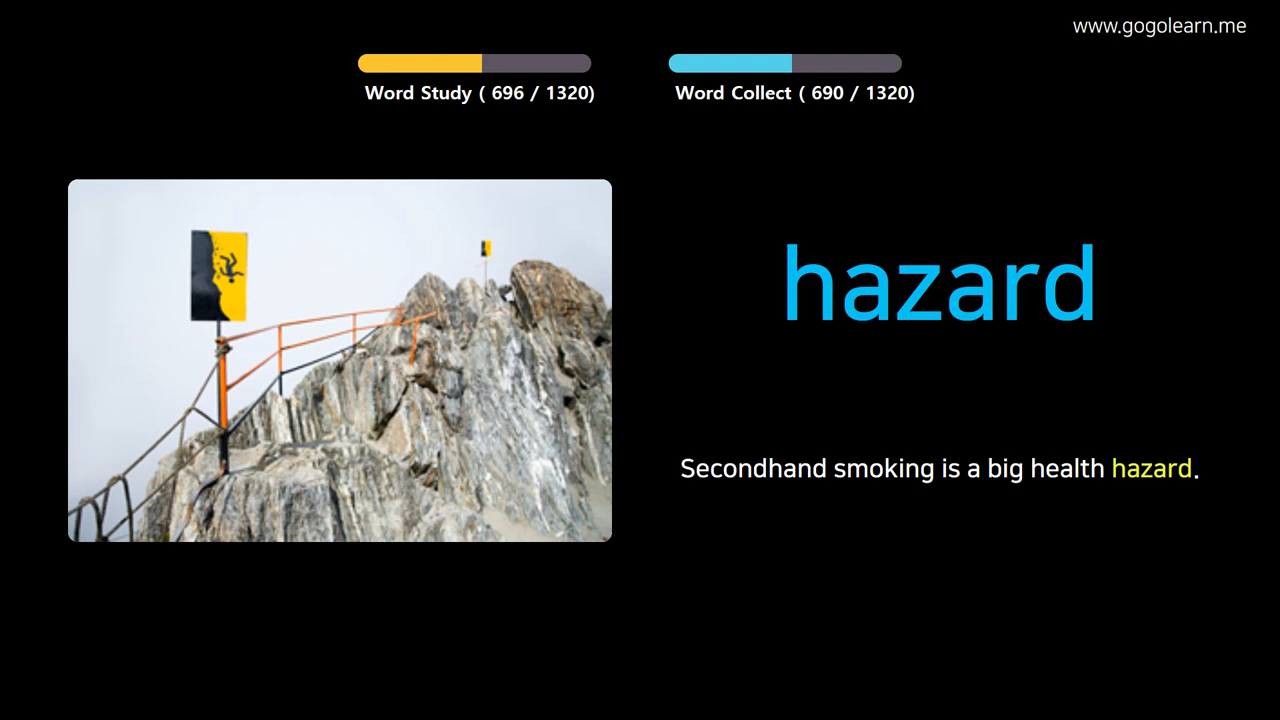 www.gogolearn.me
Word Study ( 696 / 1320)
Word Collect ( 690 / 1320)
hazard
Secondhand smoking is a big health hazard.